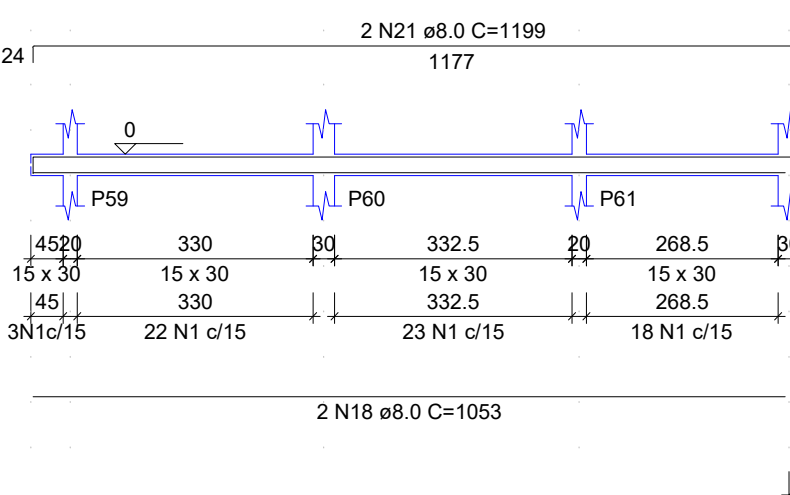 2 N21 ø8.0 C=1199
24
1177
0
P59 P60 P61
45 20 330 30 332.5 20 268.5
15 x 30 15 x 30 15 x 30 15 x 30
45 330 332.5 268.5
3N1c/15 22 N1 c/15 23 N1 c/15 18 N1 c/15
2 N18 ø8.0 C=1053